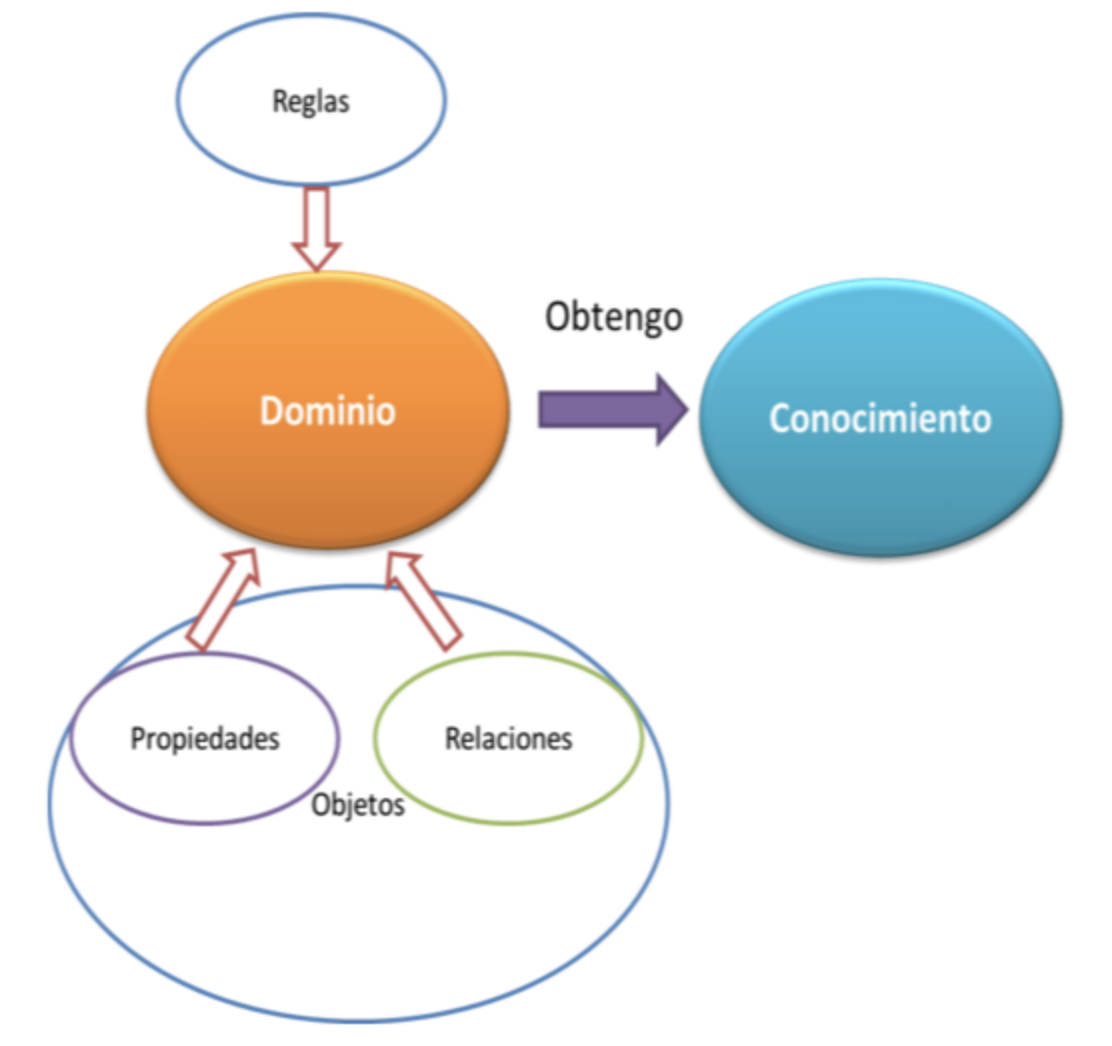 Reglas
Obtengo
Dominio
Conocimiento
Propiedades
Relaciones
Objetos